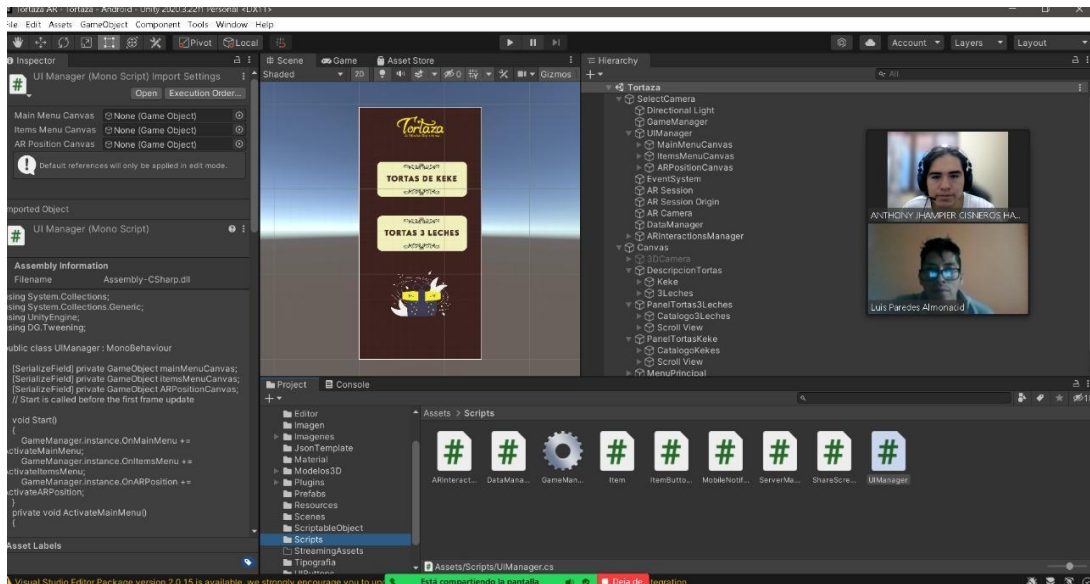 Tortaza AR - Tortaza - Android - Unity 2020.3.22f1 Personal <DX11>
File Edit Assets GameObject Component Tools Window Help
Pivot Local
Account Layers Layout
Inspector
UI Manager (Mono Script) Import Settings
Open Execution Order...
Main Menu Canvas None (Game Object)
Items Menu Canvas None (Game Object)
AR Position Canvas None (Game Object)
Default references will only be applied in edit mode.
Imported Object
UI Manager (Mono Script)
Assembly Information
Filename Assembly-CSharp.dll
using System.Collections;
using System.Collections.Generic;
using UnityEngine;
using DG.Tweening;
public class UIManager : MonoBehaviour
[SerializeField] private GameObject mainMenuCanvas;
[SerializeField] private GameObject itemsMenuCanvas;
[SerializeField] private GameObject ARPositionCanvas;
// Start is called before the first frame update
void Start()
{
GameManager.instance.OnMainMenu +=
ActivateMainMenu;
GameManager.instance.OnItemsMenu +=
ActivateItemsMenu;
GameManager.instance.OnARPosition +=
ActivateARPosition;
}
private void ActivateMainMenu()
{
Asset Labels
Scene Game Asset Store
Shaded 2D Gizmos
Tortaza
TORTAS DE KEKE
TORTAS 3 LECHES
Hierarchy
All
Tortaza
SelectCamera
Directional Light
GameManager
UIManager
MainMenuCanvas
ItemsMenuCanvas
ARPositionCanvas
EventSystem
AR Session
AR Session Origin
AR Camera
DataManager
ARInteractionsManager
Canvas
3DCamera
DescripcionTortas
Keke
3Leches
PanelTortas3Leches
Catalogo3Leches
Scroll View
PanelTortasKeke
CatalogoKekes
Scroll View
MenuPrincipal
ANTHONY JHAMPIER CISNEROS HA...
Luis Paredes Almonacid
Project Console
Editor
Imagen
Imagenes
JsonTemplate
Material
Modelos3D
Plugins
Prefabs
Resources
Scenes
ScriptableObject
Scripts
StreamingAssets
Tipografia
UIButtons
Assets > Scripts
ARInteract... DataMana... GameMan... Item ItemButto... MobileNotif... ServerMa... ShareScre... UIManager
Assets/Scripts/UIManager.cs
Visual Studio Editor Package version 2.0.15 is available, we strongly encourage you to
Está compartiendo la pantalla Deja de